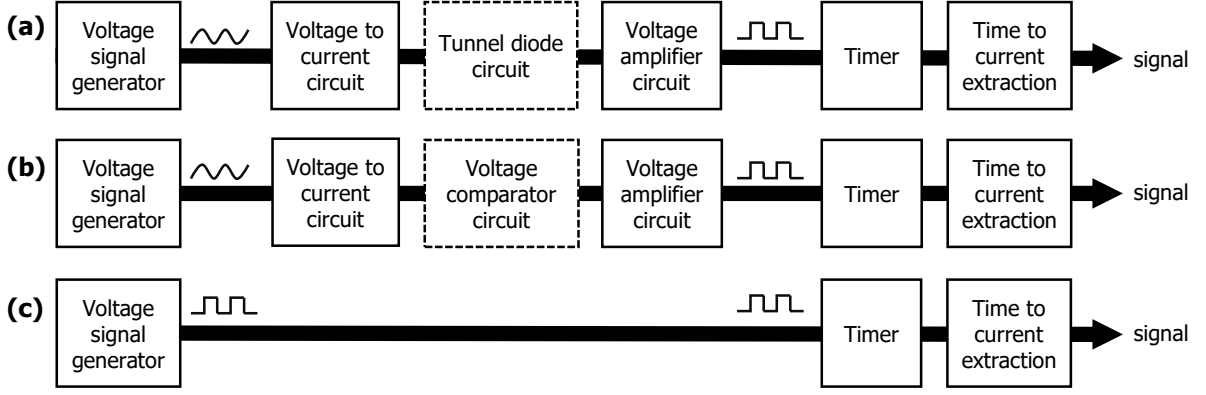 (a)
Voltage
signal
generator
Voltage to
current
circuit
Tunnel diode
circuit
Voltage
amplifier
circuit
Timer
Time to
current
extraction
signal
(b)
Voltage
signal
generator
Voltage to
current
circuit
Voltage
comparator
circuit
Voltage
amplifier
circuit
Timer
Time to
current
extraction
signal
(c)
Voltage
signal
generator
Timer
Time to
current
extraction
signal